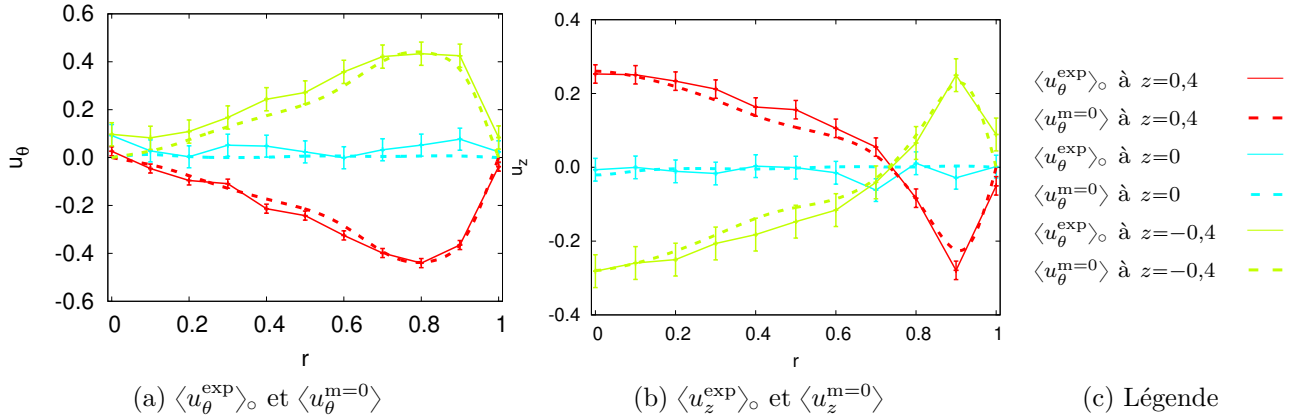 0.6
0.4
0.2
0.0
-0.2
-0.4
-0.6
u_θ
0 0.2 0.4 0.6 0.8 1
r
(a) ⟨u_θ^exp⟩_∘ et ⟨u_θ^m=0⟩
0.4
0.2
0.0
-0.2
-0.4
u_z
0 0.2 0.4 0.6 0.8 1
r
(b) ⟨u_z^exp⟩_∘ et ⟨u_z^m=0⟩
⟨u_θ^exp⟩_∘ à z=0,4
⟨u_θ^m=0⟩ à z=0,4
⟨u_θ^exp⟩_∘ à z=0
⟨u_θ^m=0⟩ à z=0
⟨u_θ^exp⟩_∘ à z=−0,4
⟨u_θ^m=0⟩ à z=−0,4
(c) Légende